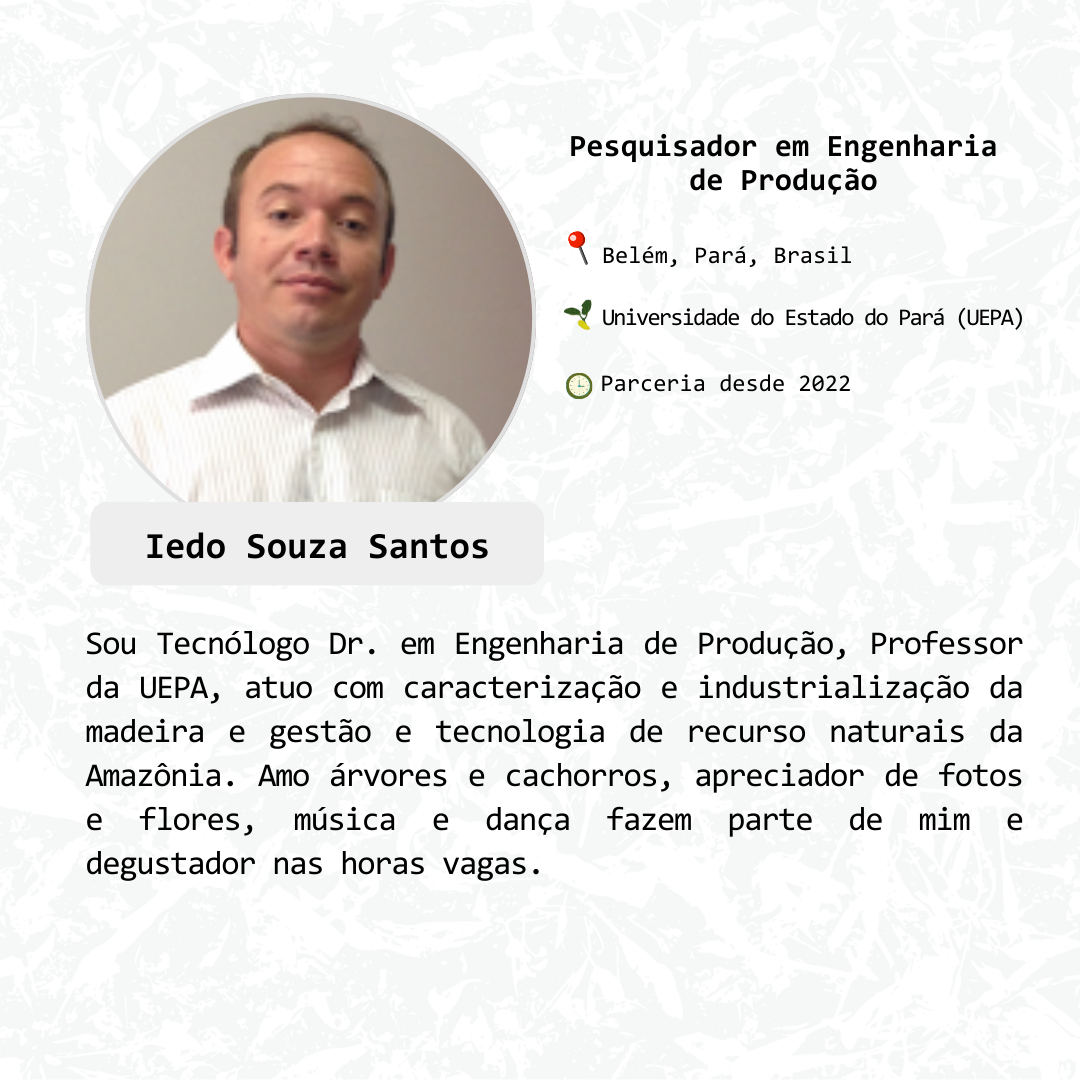 Pesquisador em Engenharia
de Produção
Belém, Pará, Brasil
Universidade do Estado do Pará (UEPA)
Parceria desde 2022
Iedo Souza Santos
Sou Tecnólogo Dr. em Engenharia de Produção, Professor
da UEPA, atuo com caracterização e industrialização da
madeira e gestão e tecnologia de recurso naturais da
Amazônia. Amo árvores e cachorros, apreciador de fotos
e flores, música e dança fazem parte de mim e
degustador nas horas vagas.